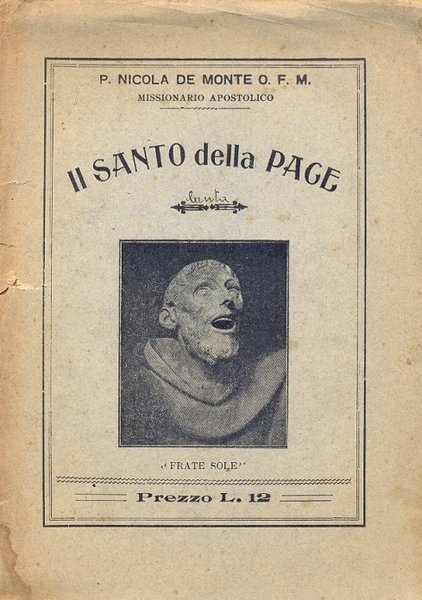 P. NICOLA DE MONTE O. F. M.
MISSIONARIO APOSTOLICO
Il SANTO della PACE
"FRATE SOLE"
Prezzo L. 12